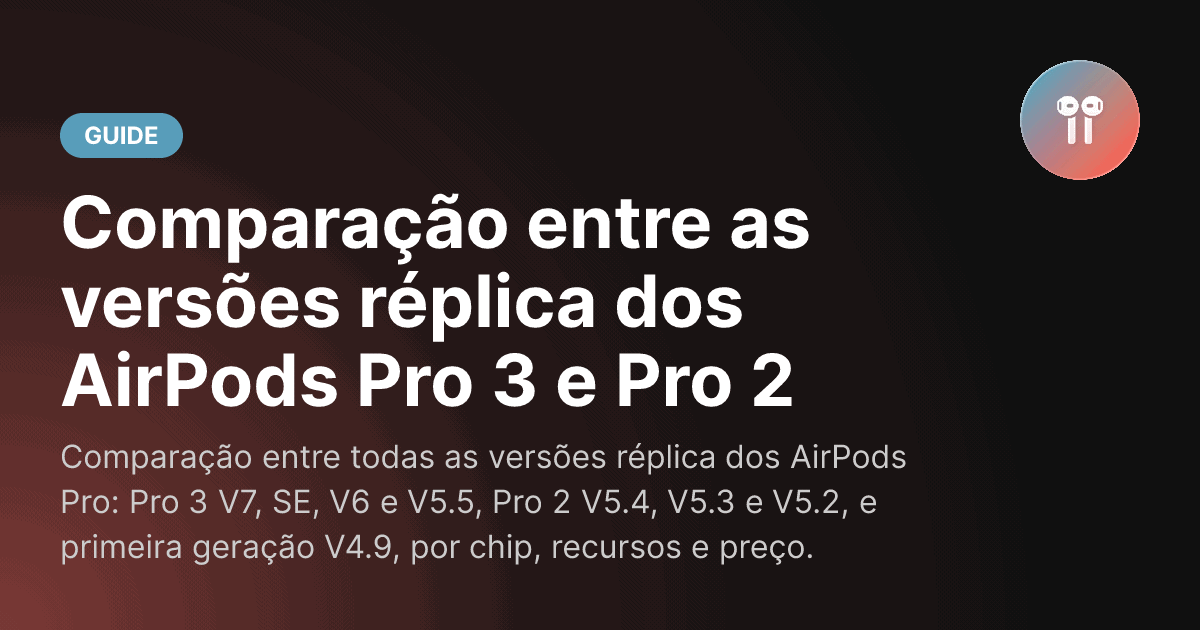 GUIDE
Comparação entre as
versões réplica dos
AirPods Pro 3 e Pro 2
Comparação entre todas as versões réplica dos AirPods
Pro: Pro 3 V7, SE, V6 e V5.5, Pro 2 V5.4, V5.3 e V5.2, e
primeira geração V4.9, por chip, recursos e preço.